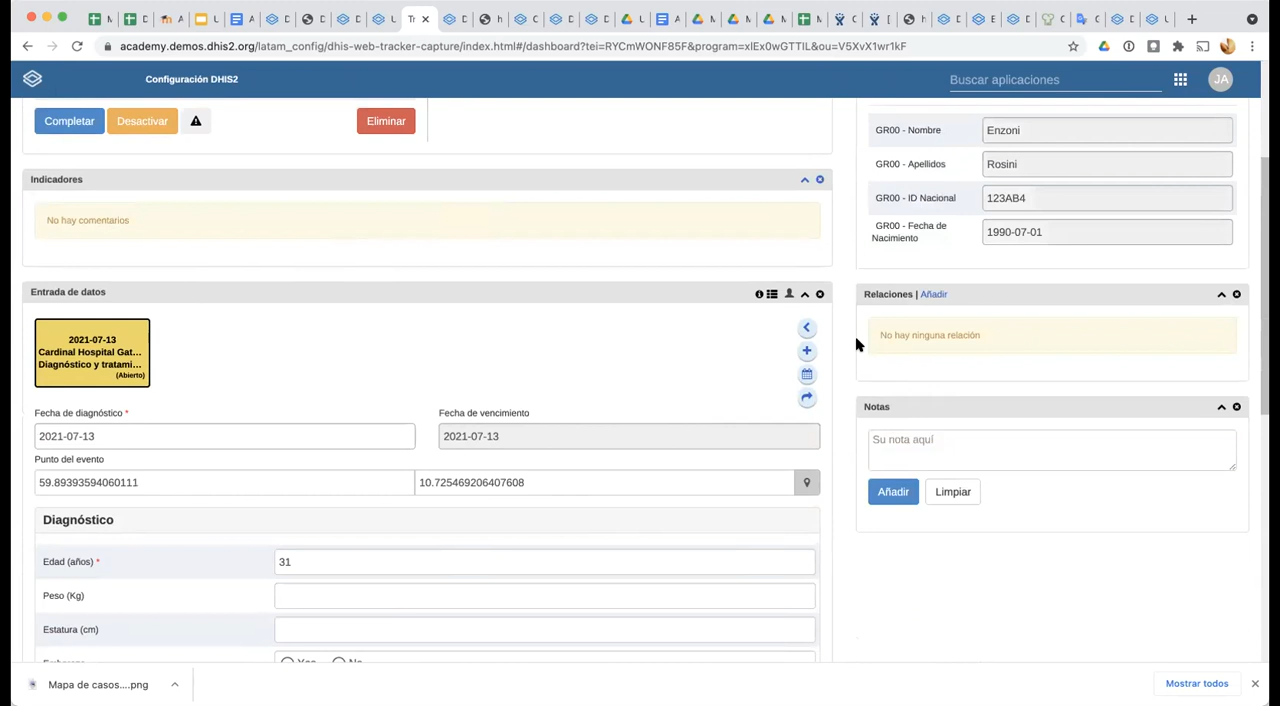 Tr
academy.demos.dhis2.org/latam_config/dhis-web-tracker-capture/index.html#/dashboard?tei=RYCmWONF85F&program=xlEx0wGTTIL&ou=V5XvX1wr1kF
Configuración DHIS2
Buscar aplicaciones
JA
Completar
Desactivar
Eliminar
GR00 - Nombre
Enzoni
GR00 - Apellidos
Rosini
GR00 - ID Nacional
123AB4
GR00 - Fecha de
Nacimiento
1990-07-01
Indicadores
No hay comentarios
Entrada de datos
2021-07-13
Cardinal Hospital Gat...
Diagnóstico y tratami...
(Abierto)
Fecha de diagnóstico *
Fecha de vencimiento
2021-07-13
2021-07-13
Punto del evento
59.89393594060111
10.725469206407608
Diagnóstico
Edad (años) *
31
Peso (Kg)
Estatura (cm)
Relaciones | Añadir
No hay ninguna relación
Notas
Su nota aquí
Añadir
Limpiar
Mapa de casos....png
Mostrar todos